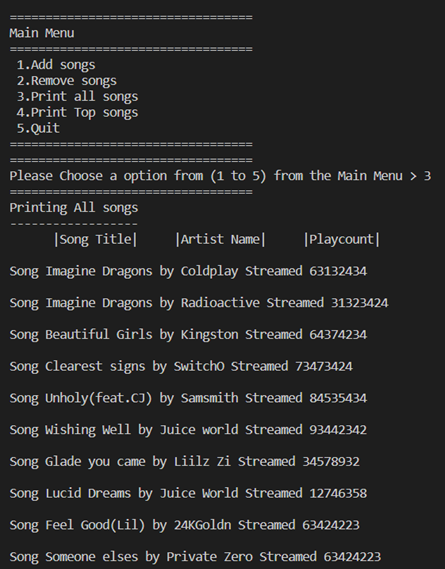 ==================================
Main Menu
==================================
1.Add songs
2.Remove songs
3.Print all songs
4.Print Top songs
5.Quit
==================================
==================================
Please Choose a option from (1 to 5) from the Main Menu > 3
==================================
Printing All songs
------------------
|Song Title| |Artist Name| |Playcount|
Song Imagine Dragons by Coldplay Streamed 63132434
Song Imagine Dragons by Radioactive Streamed 31323424
Song Beautiful Girls by Kingston Streamed 64374234
Song Clearest signs by SwitchO Streamed 73473424
Song Unholy(feat.CJ) by Samsmith Streamed 84535434
Song Wishing Well by Juice world Streamed 93442342
Song Glade you came by Liilz Zi Streamed 34578932
Song Lucid Dreams by Juice World Streamed 12746358
Song Feel Good(Lil) by 24KGoldn Streamed 63424223
Song Someone elses by Private Zero Streamed 63424223